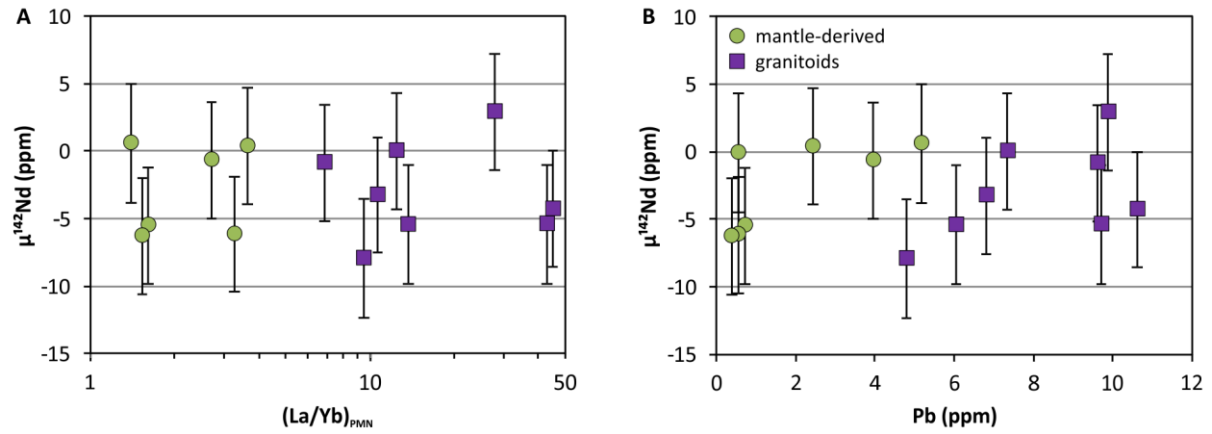 A
μ¹⁴²Nd (ppm)
10
5
0
-5
-10
-15
1
10
50
(La/Yb)PMN
B
mantle-derived
granitoids
μ¹⁴²Nd (ppm)
10
5
0
-5
-10
-15
0
2
4
6
8
10
12
Pb (ppm)